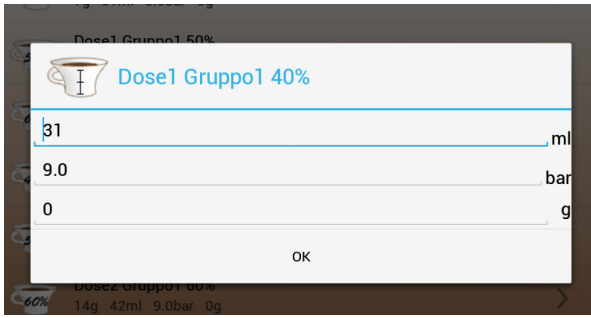 Dose1 Gruppo1 50%
Dose1 Gruppo1 40%
31 ml
9.0 bar
0 g
OK
Dose2 Gruppo1 60%
60%
14g 42ml 9.0bar 0g